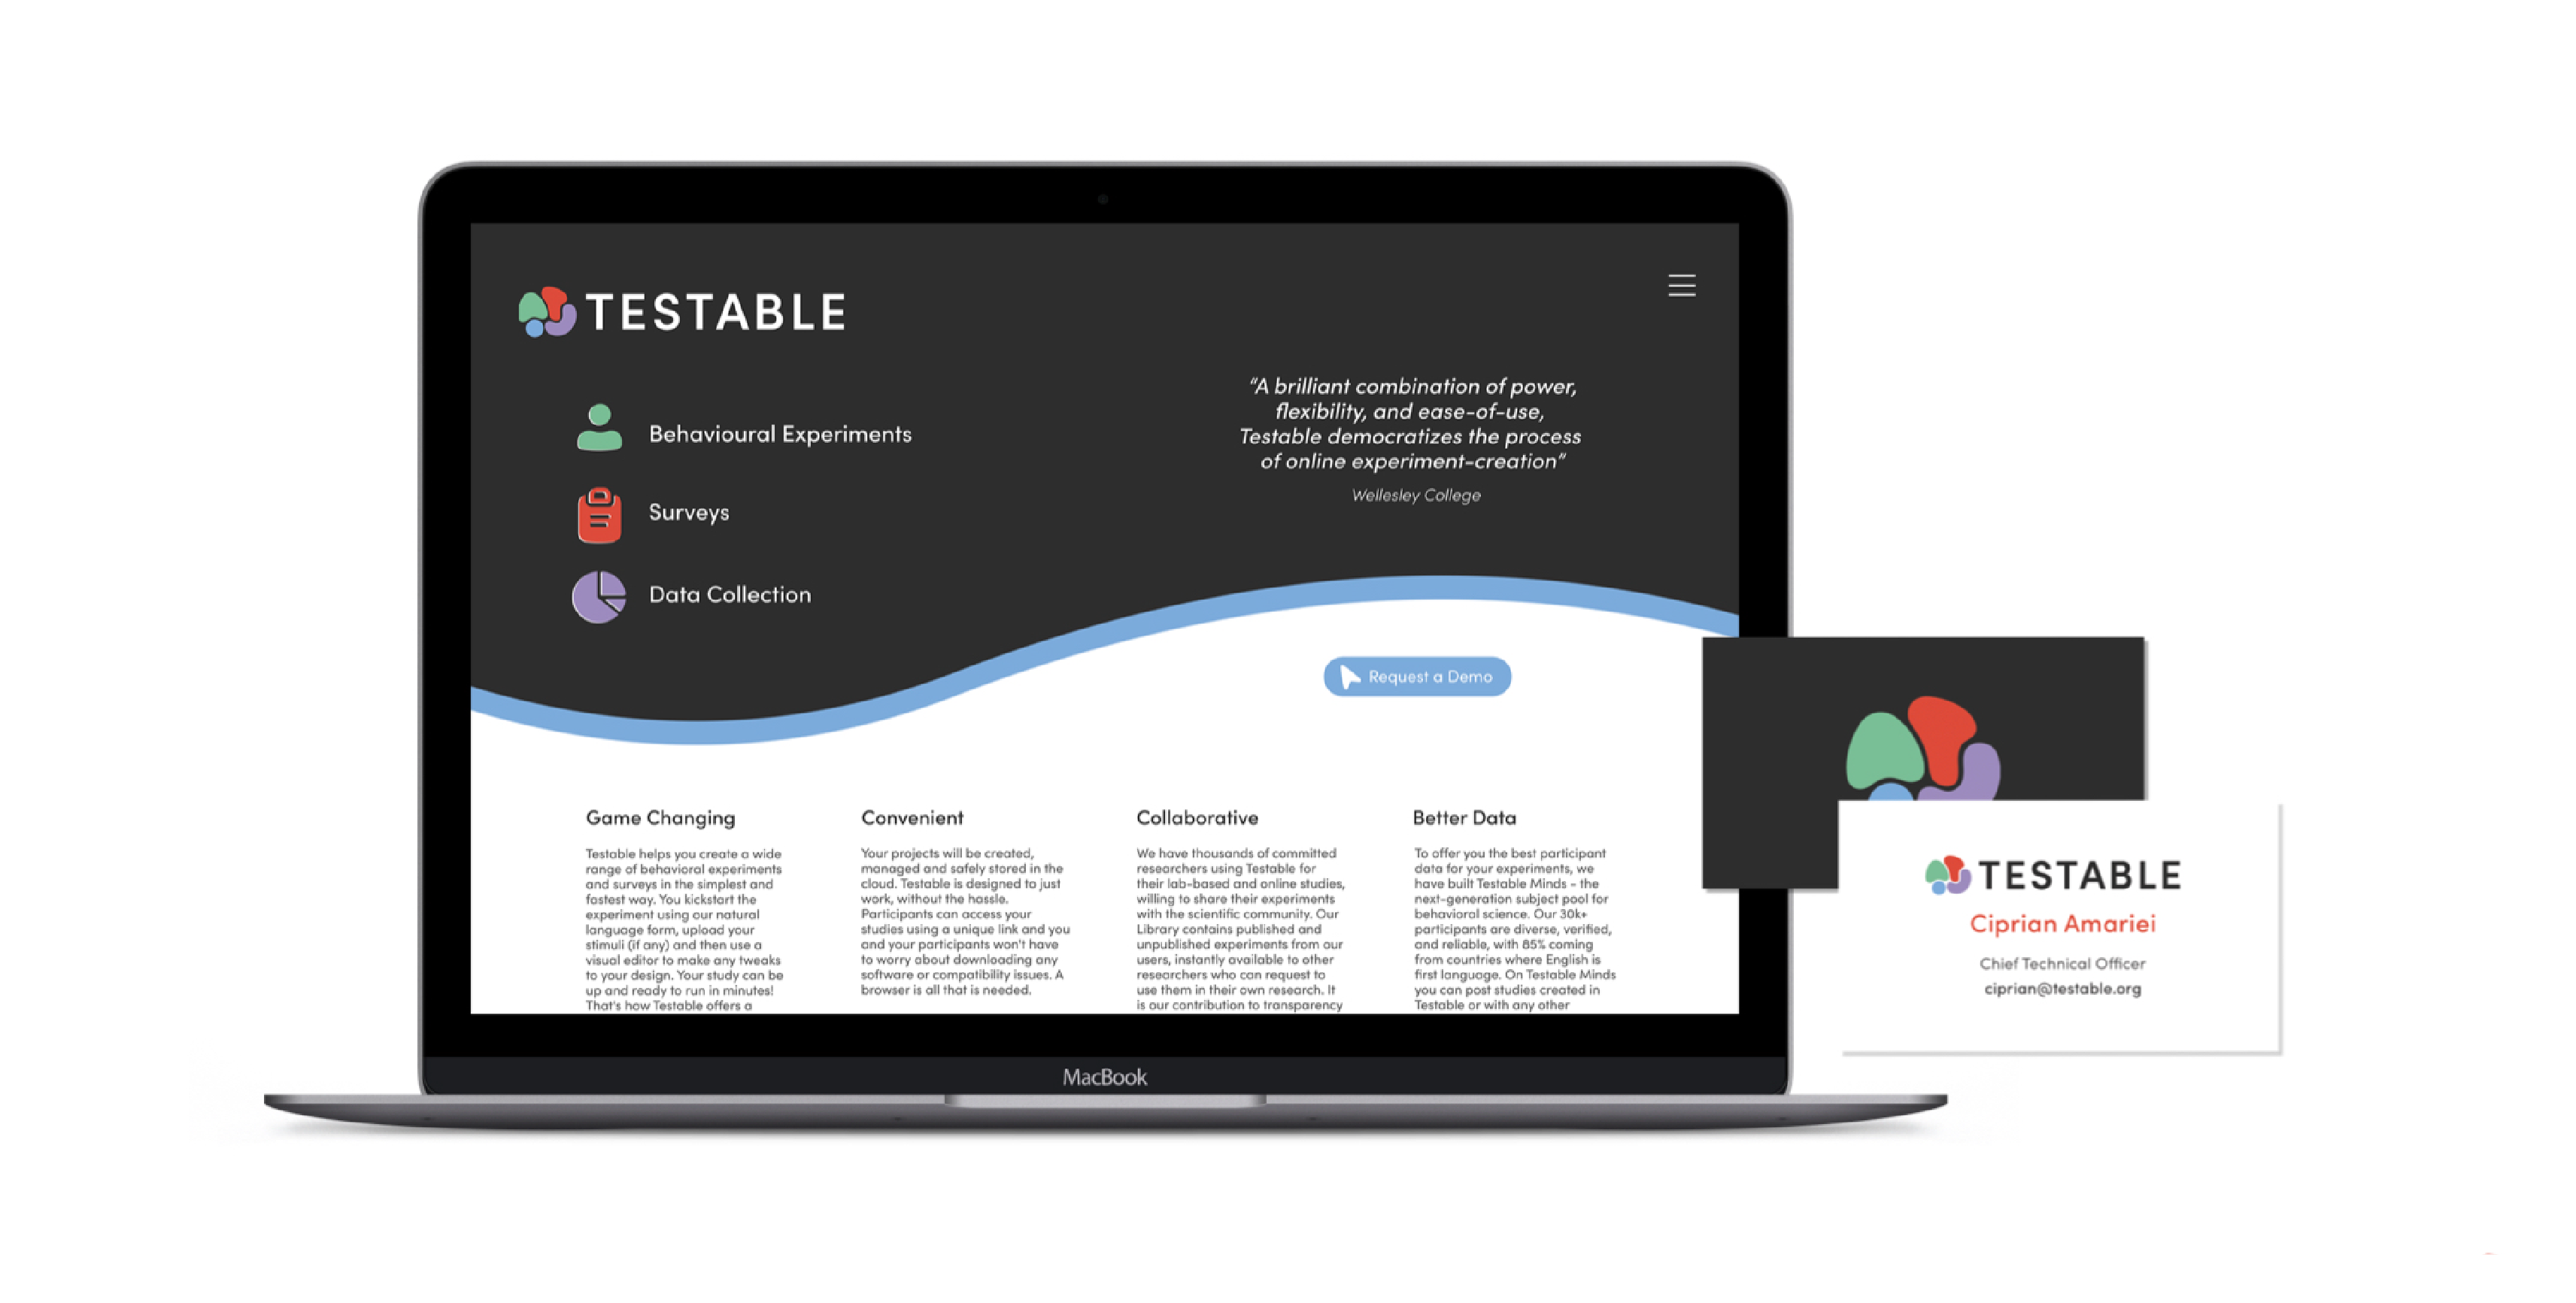 TESTABLE
Behavioural Experiments
Surveys
Data Collection
“A brilliant combination of power,
flexibility, and ease-of-use,
Testable democratizes the process
of online experiment-creation”
Wellesley College
Request a Demo
Game Changing
Testable helps you create a wide
range of behavioral experiments
and surveys in the simplest and
fastest way. You kickstart the
experiment using our natural
language form, upload your
stimuli (if any) and then use a
visual editor to make any tweaks
to your design. Your study can be
up and ready to run in minutes!
That's how Testable offers a
Convenient
Your projects will be created,
managed and safely stored in the
cloud. Testable is designed to just
work, without the hassle.
Participants can access your
studies using a unique link and you
and your participants won't have
to worry about downloading any
software or compatibility issues. A
browser is all that is needed.
Collaborative
We have thousands of committed
researchers using Testable for
their lab-based and online studies,
willing to share their experiments
with the scientific community. Our
Library contains published and
unpublished experiments from our
users, instantly available to other
researchers who can request to
use them in their own research. It
is our contribution to transparency
Better Data
To offer you the best participant
data for your experiments, we
have built Testable Minds - the
next-generation subject pool for
behavioral science. Our 30k+
participants are diverse, verified,
and reliable, with 85% coming
from countries where English is
first language. On Testable Minds
you can post studies created in
Testable or with any other
MacBook
TESTABLE
Ciprian Amariei
Chief Technical Officer
ciprian@testable.org